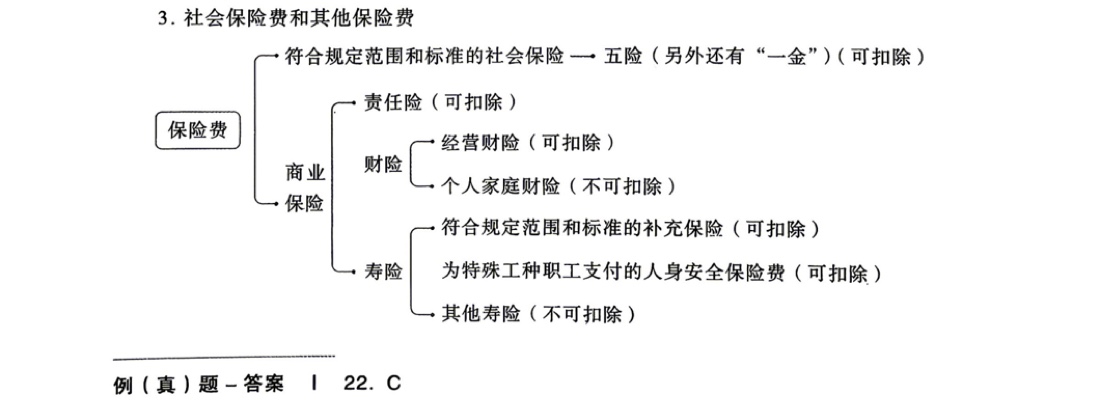 3. 社会保险费和其他保险费
符合规定范围和标准的社会保险 — 五险（另外还有“一金”）（可扣除）
责任险（可扣除）
保险费
经营财险（可扣除）
财险
商业
个人家庭财险（不可扣除）
保险
符合规定范围和标准的补充保险（可扣除）
寿险
为特殊工种职工支付的人身安全保险费（可扣除）
其他寿险（不可扣除）
例（真）题 – 答案 | 22. C